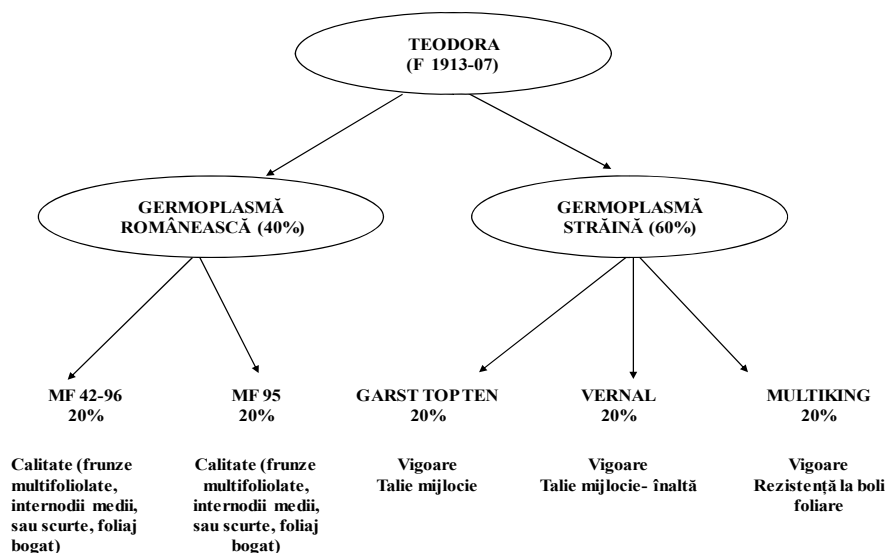 TEODORA
(F 1913-07)
GERMOPLASMĂ
ROMÂNEASCĂ (40%)
GERMOPLASMĂ
STRĂINĂ (60%)
MF 42-96
20%
Calitate (frunze
multifoliolate,
internodii medii,
sau scurte, foliaj
bogat)
MF 95
20%
Calitate (frunze
multifoliolate,
internodii medii,
sau scurte, foliaj
bogat)
GARST TOP TEN
20%
Vigoare
Talie mijlocie
VERNAL
20%
Vigoare
Talie mijlocie- înaltă
MULTIKING
20%
Vigoare
Rezistență la boli
foliare